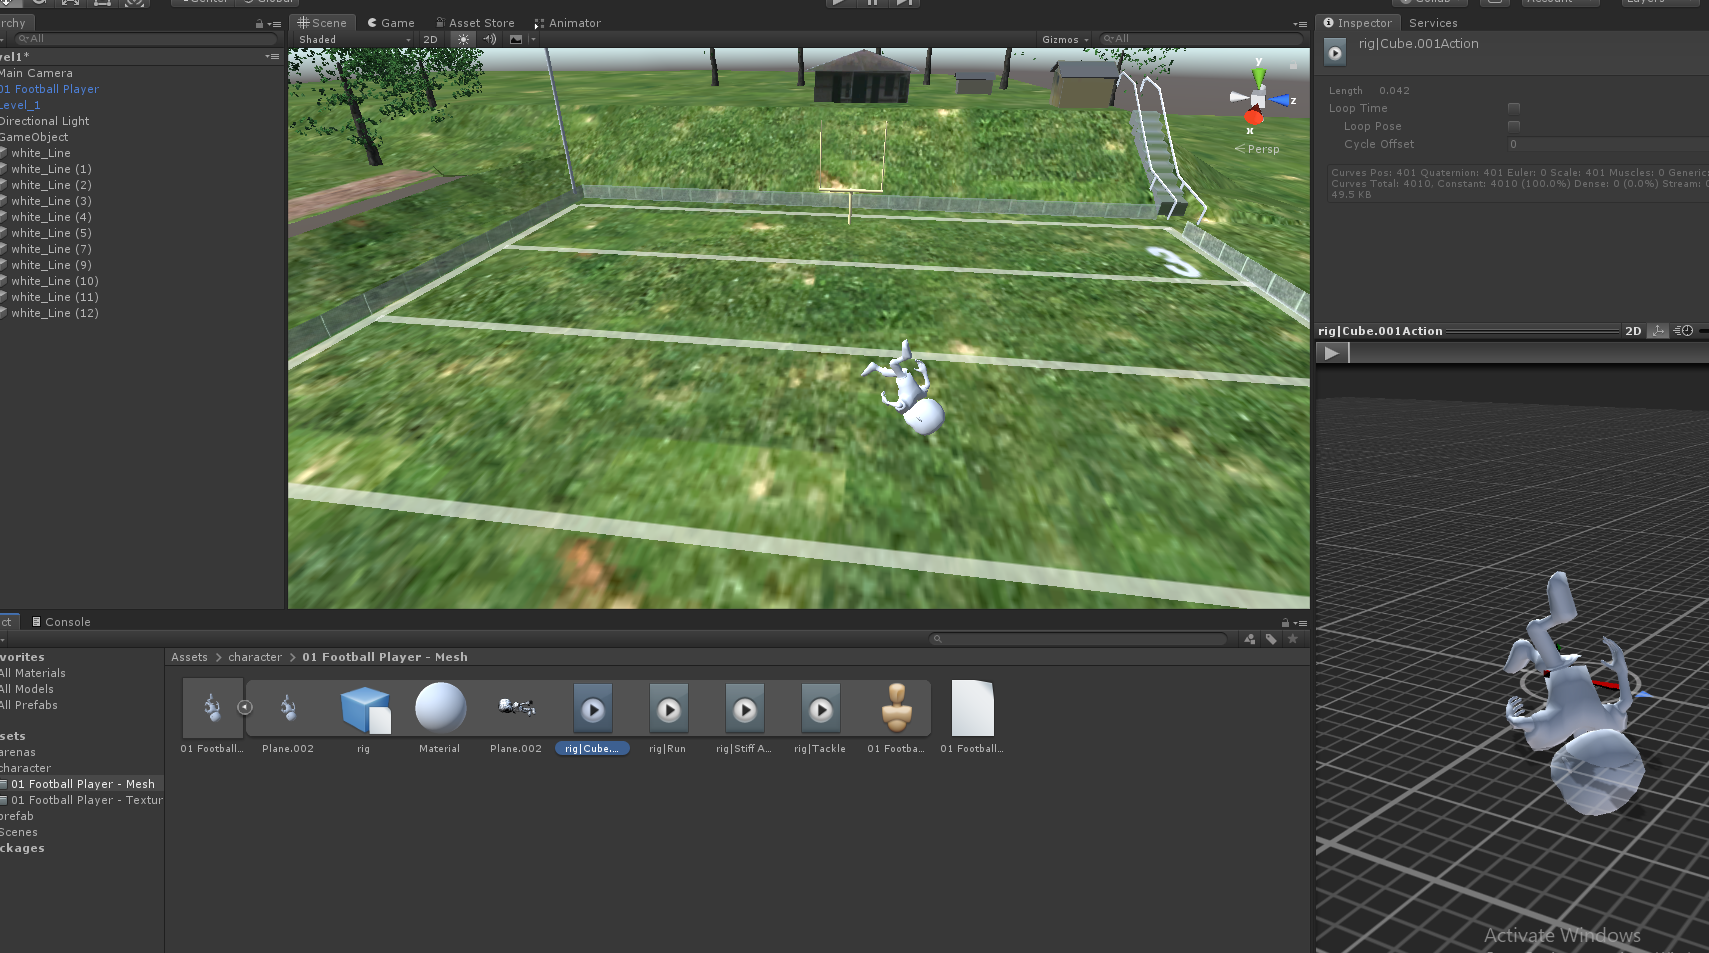 Center
Global
Collab
Account
Layers
rchy
Scene
Game
Asset Store
Animator
Inspector
Services
All
Shaded
2D
Gizmos
All
rig|Cube.001Action
vel1*
Main Camera
01 Football Player
Level_1
Directional Light
GameObject
white_Line
white_Line (1)
white_Line (2)
white_Line (3)
white_Line (4)
white_Line (5)
white_Line (7)
white_Line (9)
white_Line (10)
white_Line (11)
white_Line (12)
y
z
x
Persp
3
Length 0.042
Loop Time
Loop Pose
Cycle Offset 0
Curves Pos: 401 Quaternion: 401 Euler: 0 Scale: 401 Muscles: 0 Generic:
Curves Total: 4010, Constant: 4010 (100.0%) Dense: 0 (0.0%) Stream: 0
49.5 KB
rig|Cube.001Action
2D
ct
Console
vorites
All Materials
All Models
All Prefabs
sets
arenas
character
01 Football Player - Mesh
01 Football Player - Textur
prefab
Scenes
ckages
Assets > character > 01 Football Player - Mesh
01 Football...
Plane.002
rig
Material
Plane.002
rig|Cube....
rig|Run
rig|Stiff A...
rig|Tackle
01 Footba...
01 Football...
Activate Windows